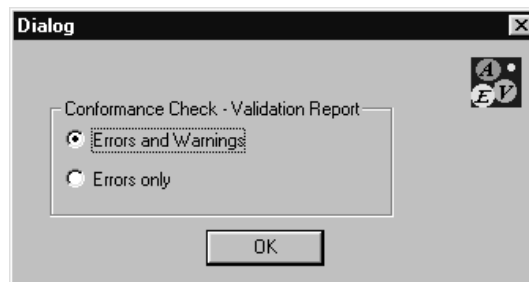 Dialog
A
E V
Conformance Check - Validation Report
Errors and Warnings
Errors only
OK